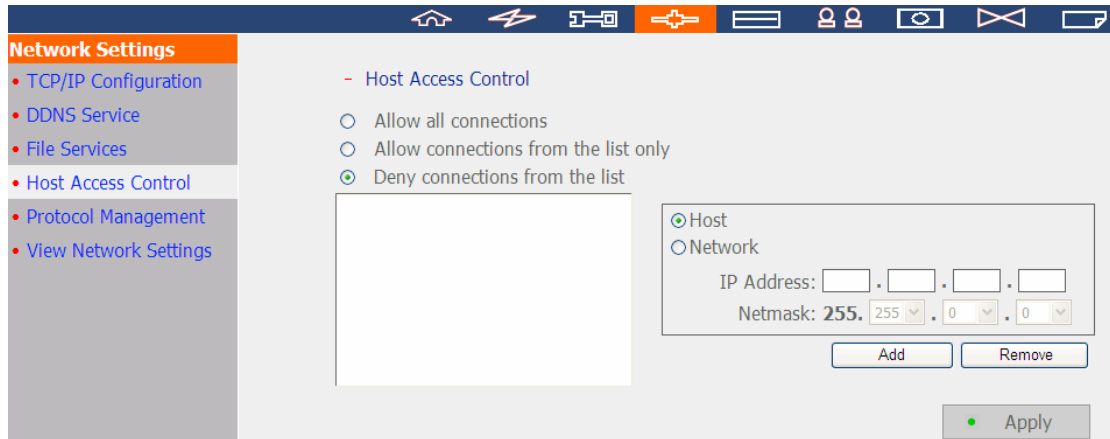 Network Settings
• TCP/IP Configuration
• DDNS Service
• File Services
• Host Access Control
• Protocol Management
• View Network Settings
– Host Access Control
Allow all connections
Allow connections from the list only
Deny connections from the list
Host
Network
IP Address: . . .
Netmask: 255. 255 . 0 . 0
Add Remove
Apply